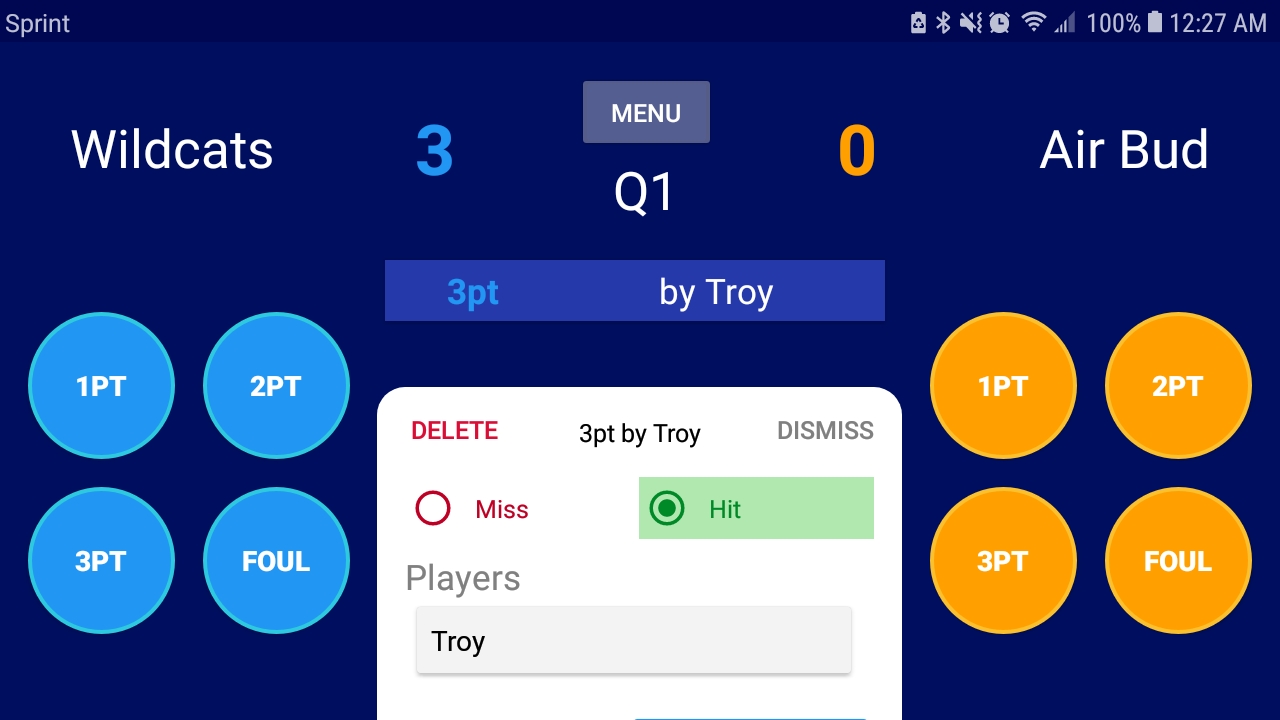 Sprint 100% 12:27 AM
MENU
Wildcats 3 0 Air Bud
Q1
3pt by Troy
1PT 2PT 1PT 2PT
DELETE 3pt by Troy DISMISS
Miss Hit
3PT FOUL 3PT FOUL
Players
Troy